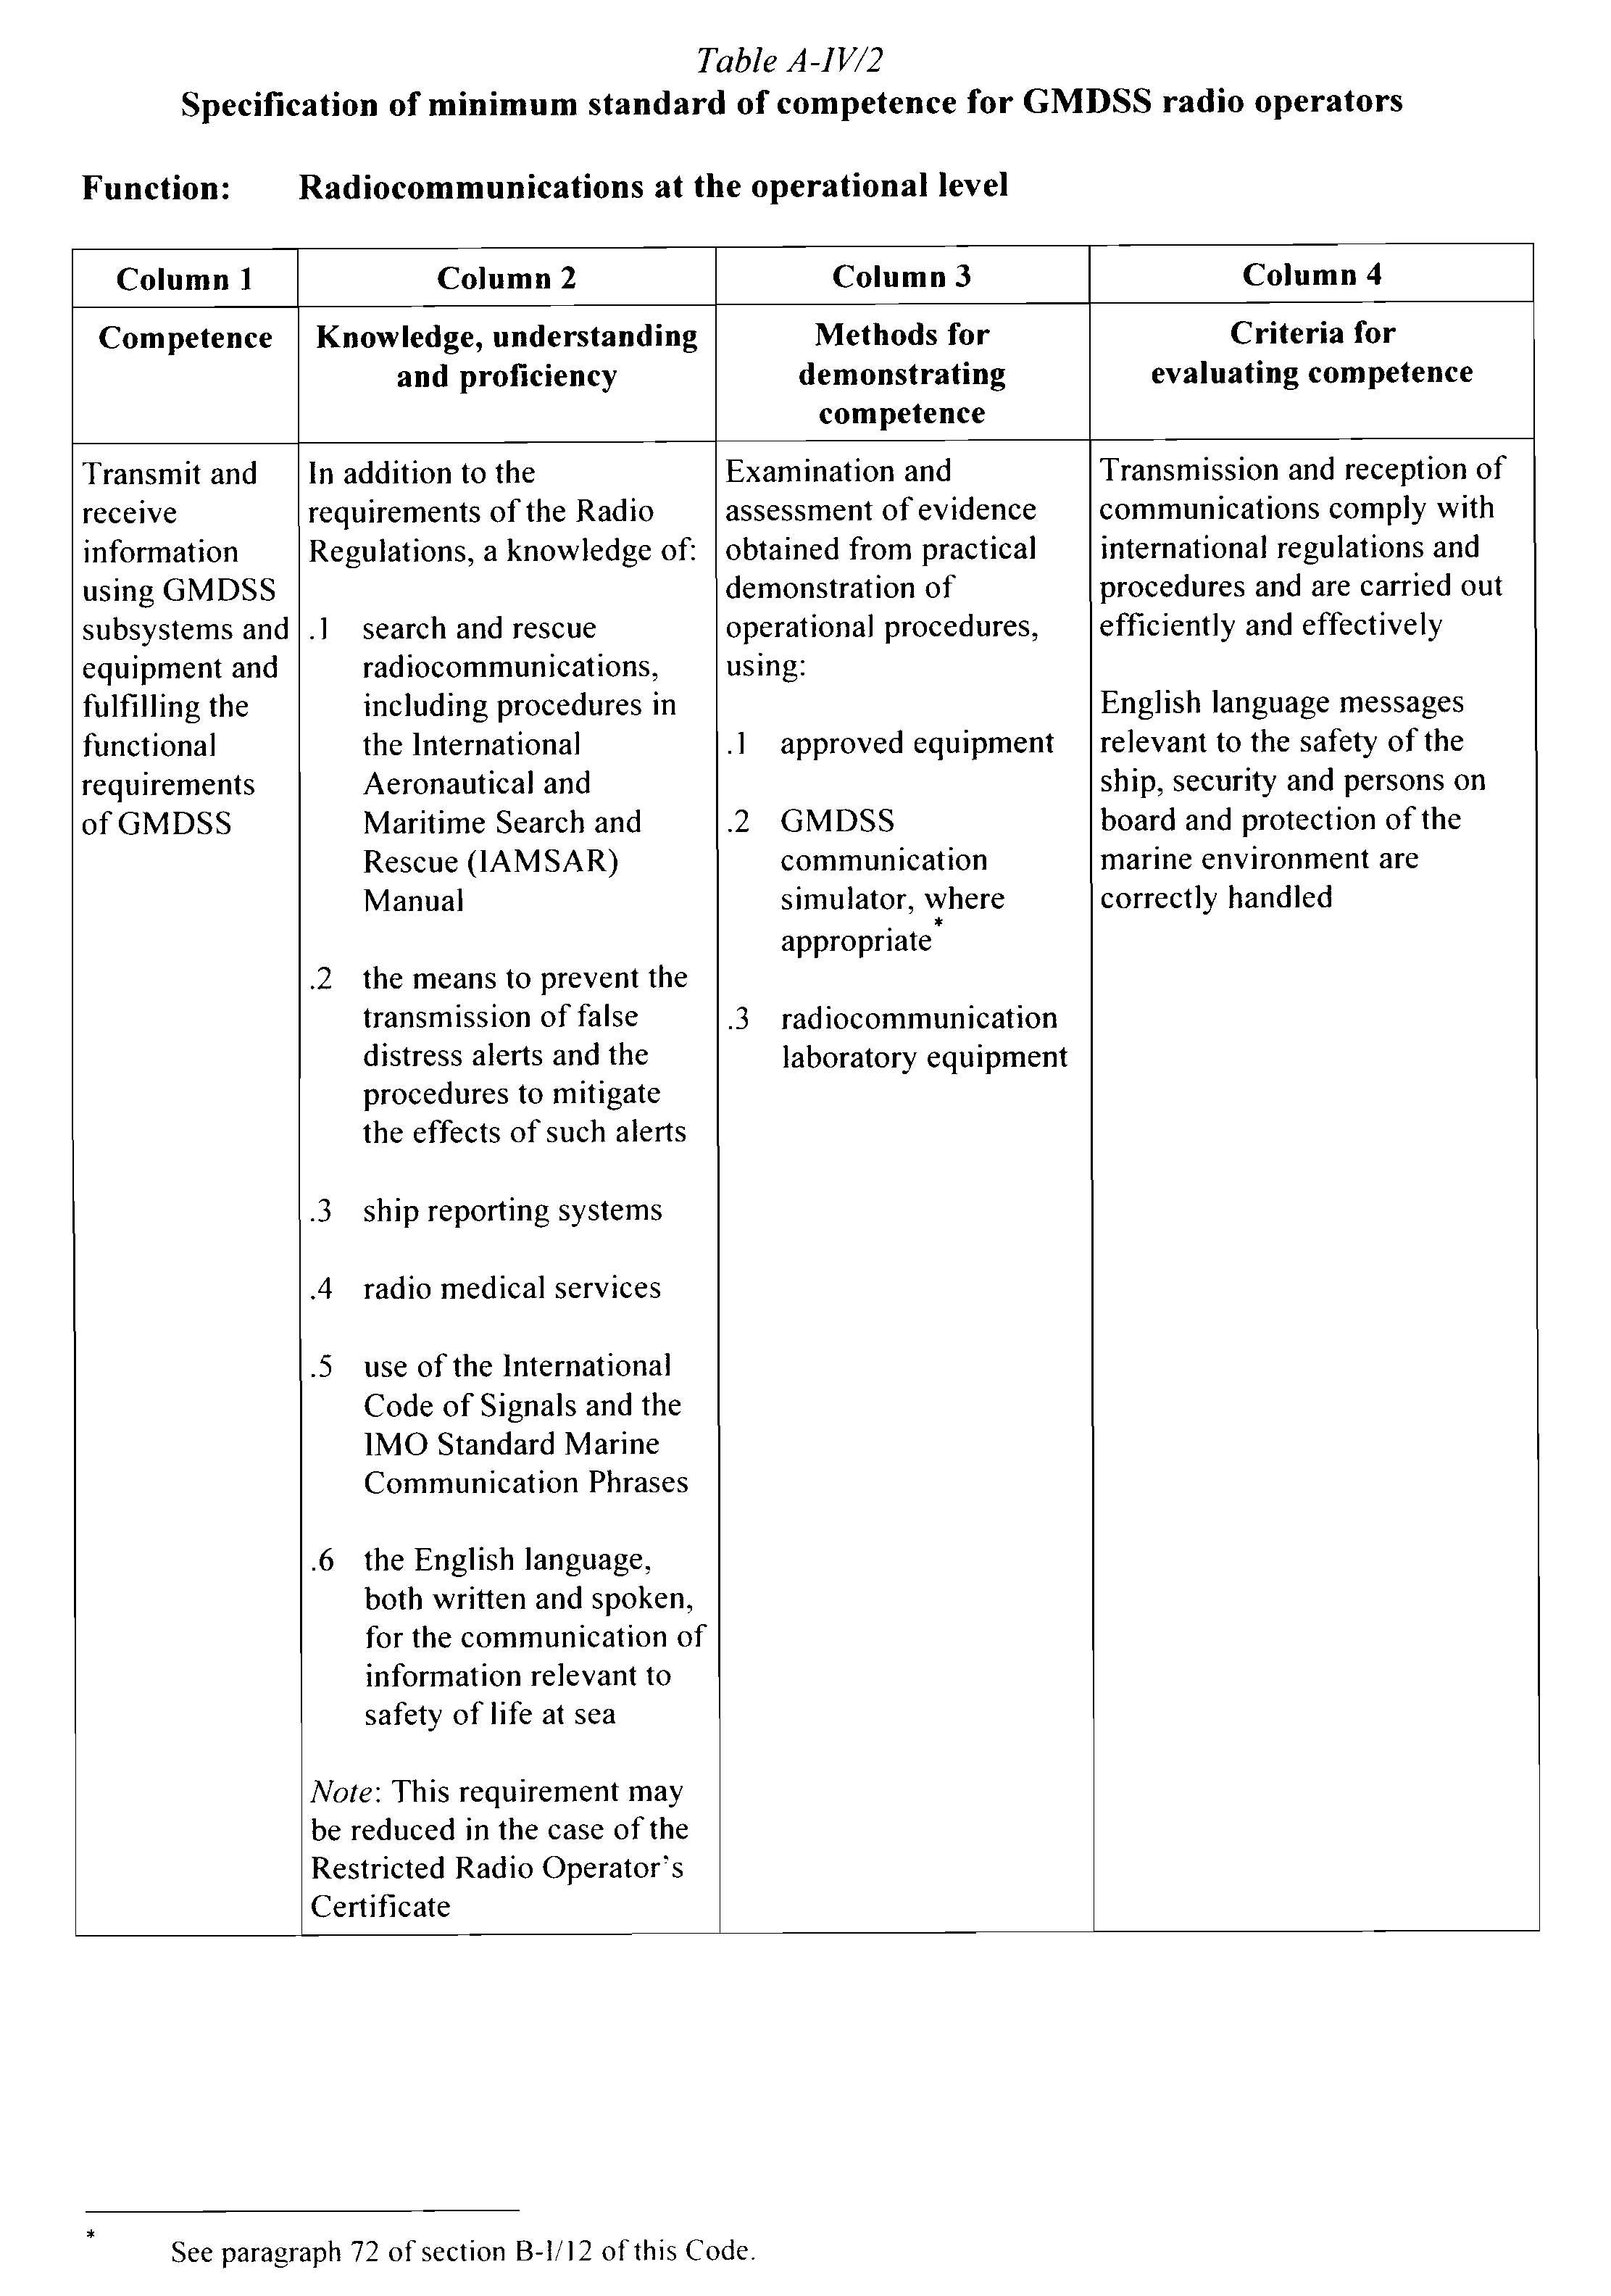 Table A-IV/2
Specification of minimum standard of competence for GMDSS radio operators
Function: Radiocommunications at the operational level
Column 1
Column 2
Column 3
Column 4
Competence
Knowledge, understanding
and proficiency
Methods for
demonstrating
competence
Criteria for
evaluating competence
Transmit and
receive
information
using GMDSS
subsystems and
equipment and
fulfilling the
functional
requirements
of GMDSS
In addition to the
requirements of the Radio
Regulations, a knowledge of:
.1 search and rescue
radiocommunications,
including procedures in
the International
Aeronautical and
Maritime Search and
Rescue (IAMSAR)
Manual
.2 the means to prevent the
transmission of false
distress alerts and the
procedures to mitigate
the effects of such alerts
.3 ship reporting systems
.4 radio medical services
.5 use of the International
Code of Signals and the
IMO Standard Marine
Communication Phrases
.6 the English language,
both written and spoken,
for the communication of
information relevant to
safety of life at sea
Note: This requirement may
be reduced in the case of the
Restricted Radio Operator's
Certificate
Examination and
assessment of evidence
obtained from practical
demonstration of
operational procedures,
using:
.1 approved equipment
.2 GMDSS
communication
simulator, where
appropriate*
.3 radiocommunication
laboratory equipment
Transmission and reception of
communications comply with
international regulations and
procedures and are carried out
efficiently and effectively
English language messages
relevant to the safety of the
ship, security and persons on
board and protection of the
marine environment are
correctly handled
* See paragraph 72 of section B-I/12 of this Code.